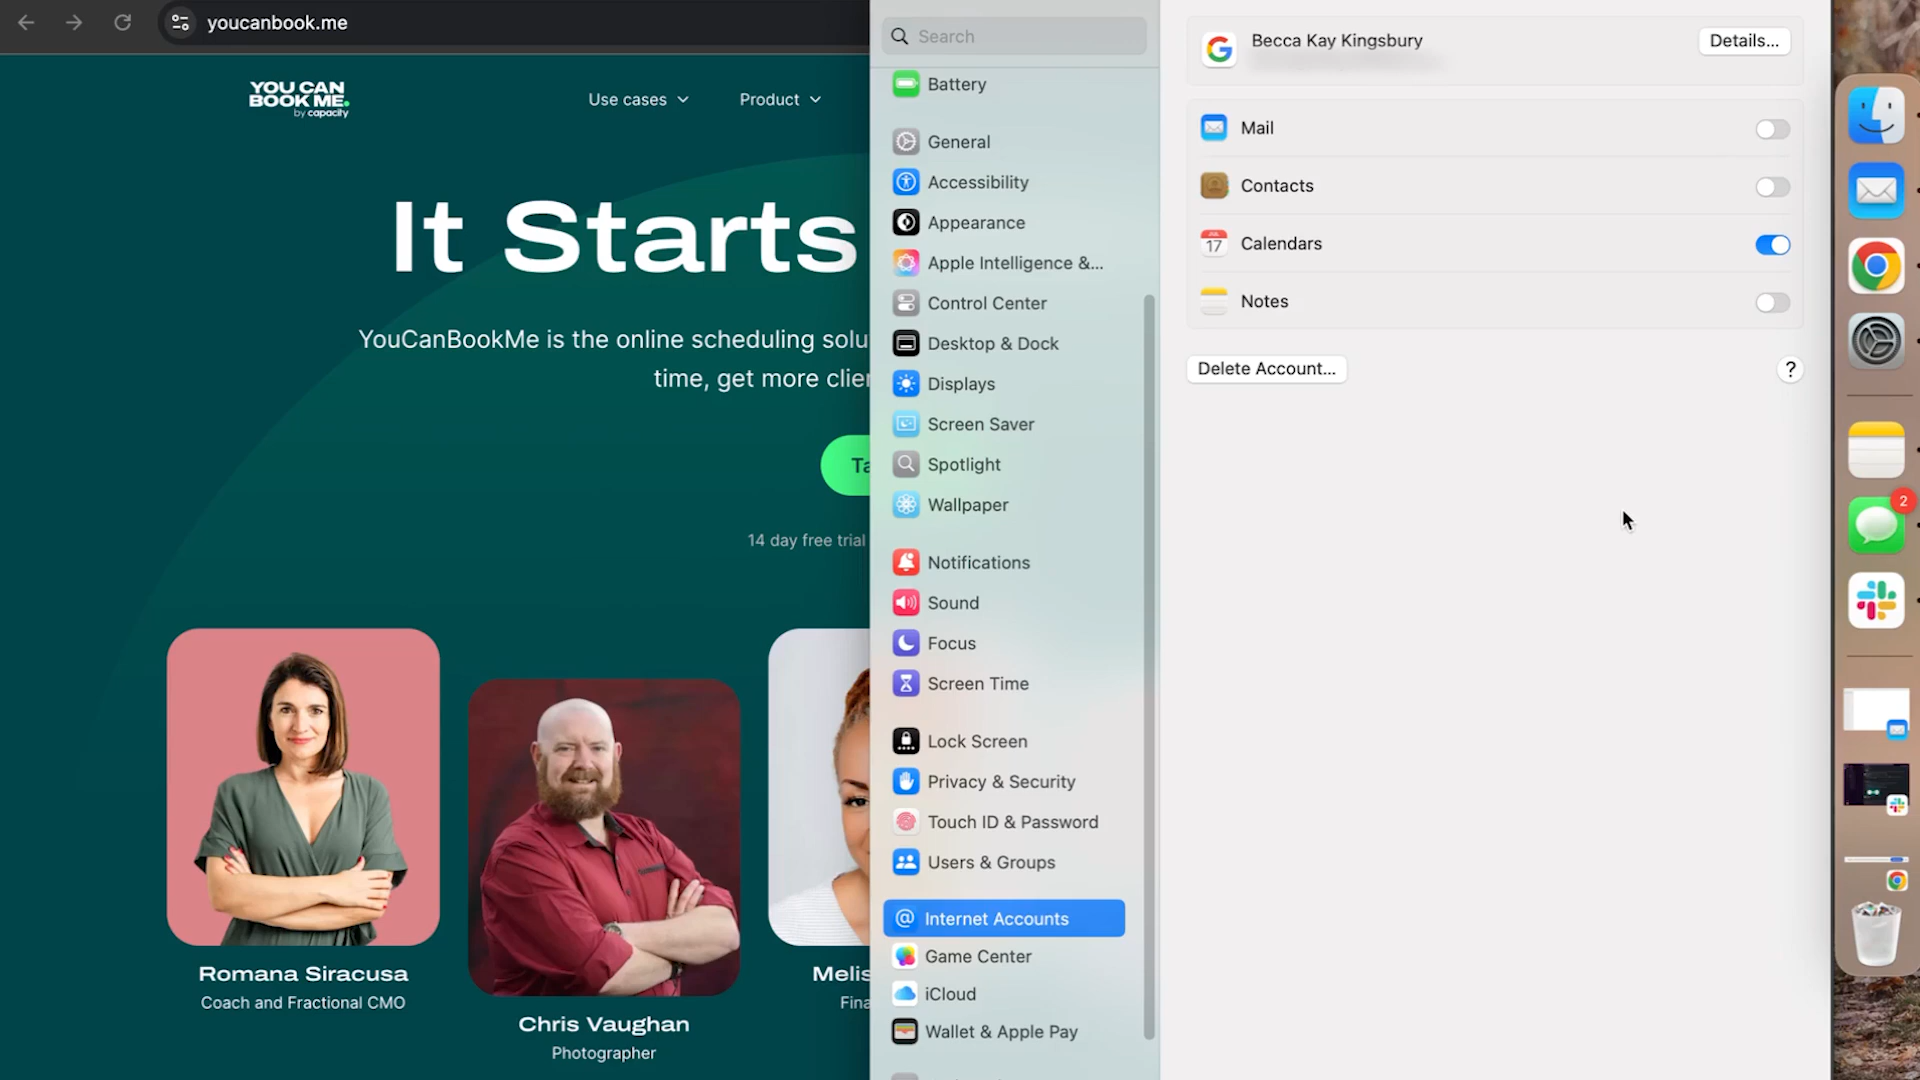 youcanbook.me
YOU CAN
BOOK ME.
by capacity
Use cases
Product
It Starts
YouCanBookMe is the online scheduling solu
time, get more clien
Ta
14 day free trial
Romana Siracusa
Coach and Fractional CMO
Chris Vaughan
Photographer
Melis
Fina
Search
Battery
General
Accessibility
Appearance
Apple Intelligence &...
Control Center
Desktop & Dock
Displays
Screen Saver
Spotlight
Wallpaper
Notifications
Sound
Focus
Screen Time
Lock Screen
Privacy & Security
Touch ID & Password
Users & Groups
Internet Accounts
Game Center
iCloud
Wallet & Apple Pay
Becca Kay Kingsbury
Details...
Mail
Contacts
JUL
17
Calendars
Notes
Delete Account...
?
2